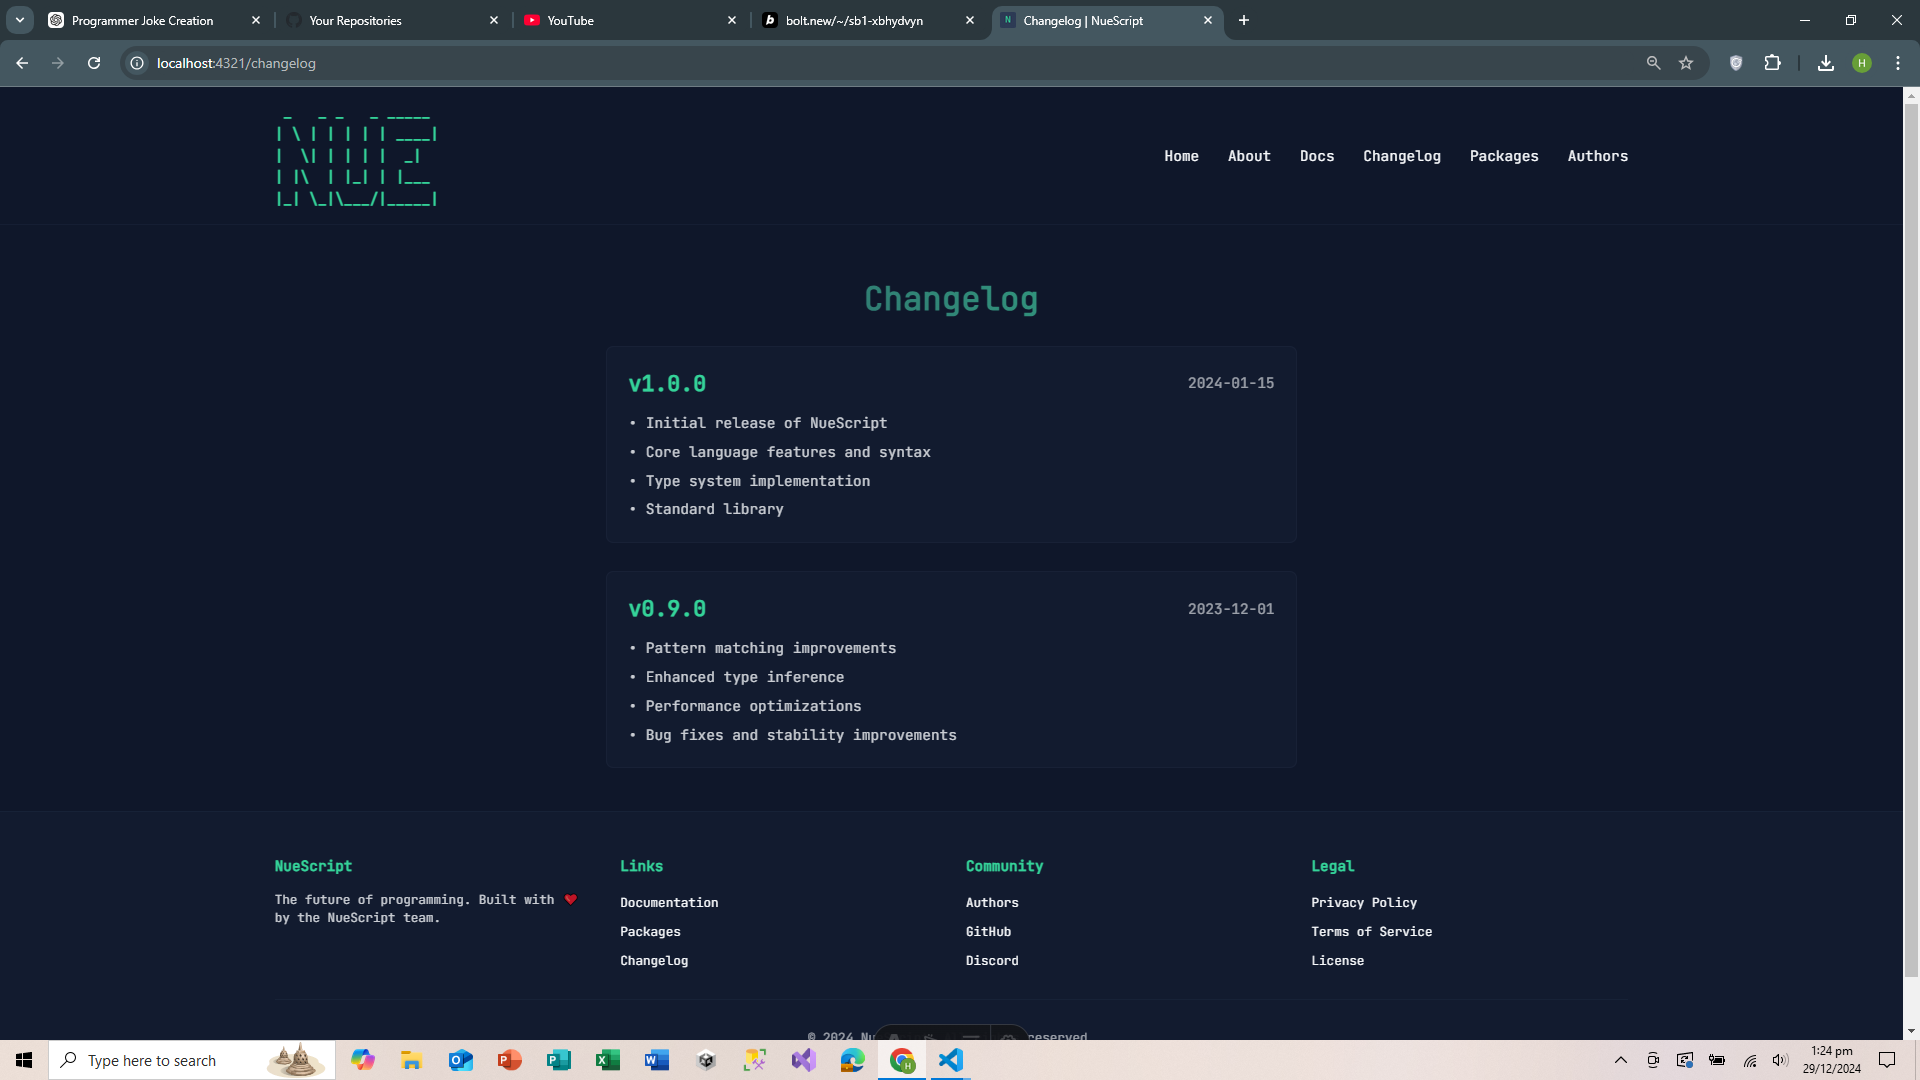 Programmer Joke Creation
Your Repositories
YouTube
bolt.new/~/sb1-xbhydvyn
Changelog | NueScript
localhost:4321/changelog
H
 _   _ _   _ _____
| \ | | | | | ____|
|  \| | | | |  _|
| |\  | |_| | |___
|_| \_|\___/|_____|
Home About Docs Changelog Packages Authors
Changelog
v1.0.0 2024-01-15
• Initial release of NueScript
• Core language features and syntax
• Type system implementation
• Standard library
v0.9.0 2023-12-01
• Pattern matching improvements
• Enhanced type inference
• Performance optimizations
• Bug fixes and stability improvements
NueScript
The future of programming. Built with ❤️
by the NueScript team.
Links
Documentation
Packages
Changelog
Community
Authors
GitHub
Discord
Legal
Privacy Policy
Terms of Service
License
© 2024 reserved
Type here to search
1:24 pm
29/12/2024